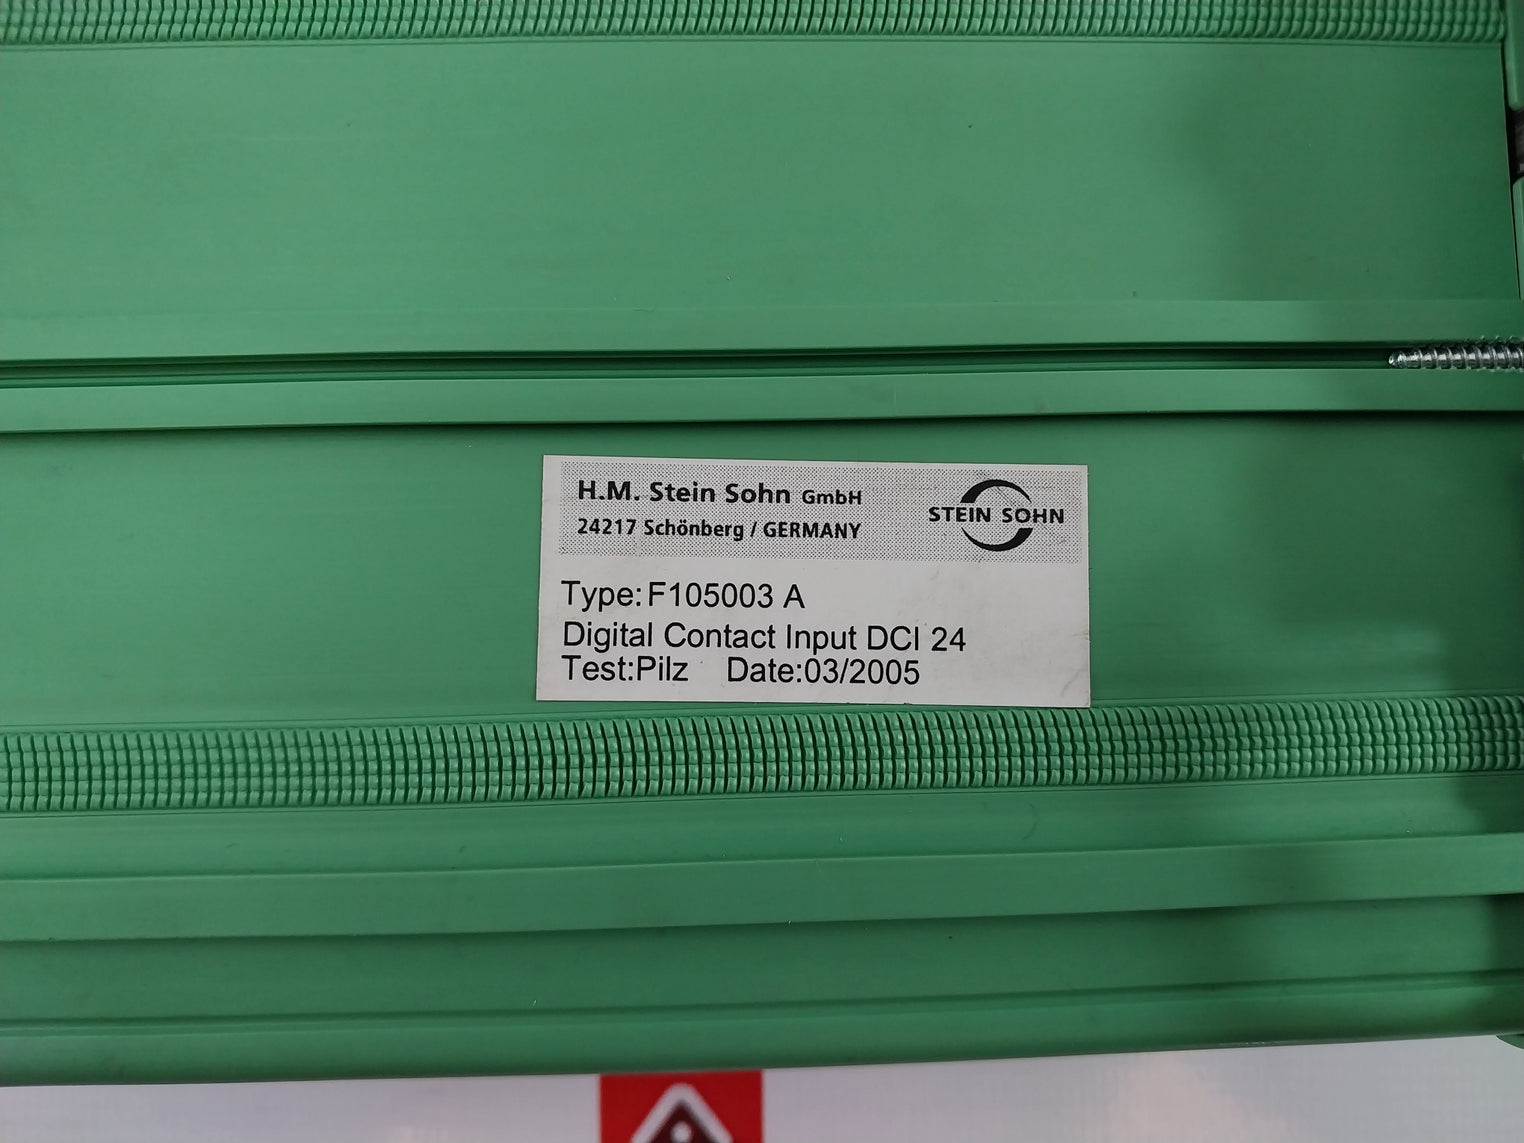 H.M. Stein Sohn GmbH
24217 Schönberg / GERMANY
STEIN SOHN
Type:F105003 A
Digital Contact Input DCI 24
Test:Pilz Date:03/2005